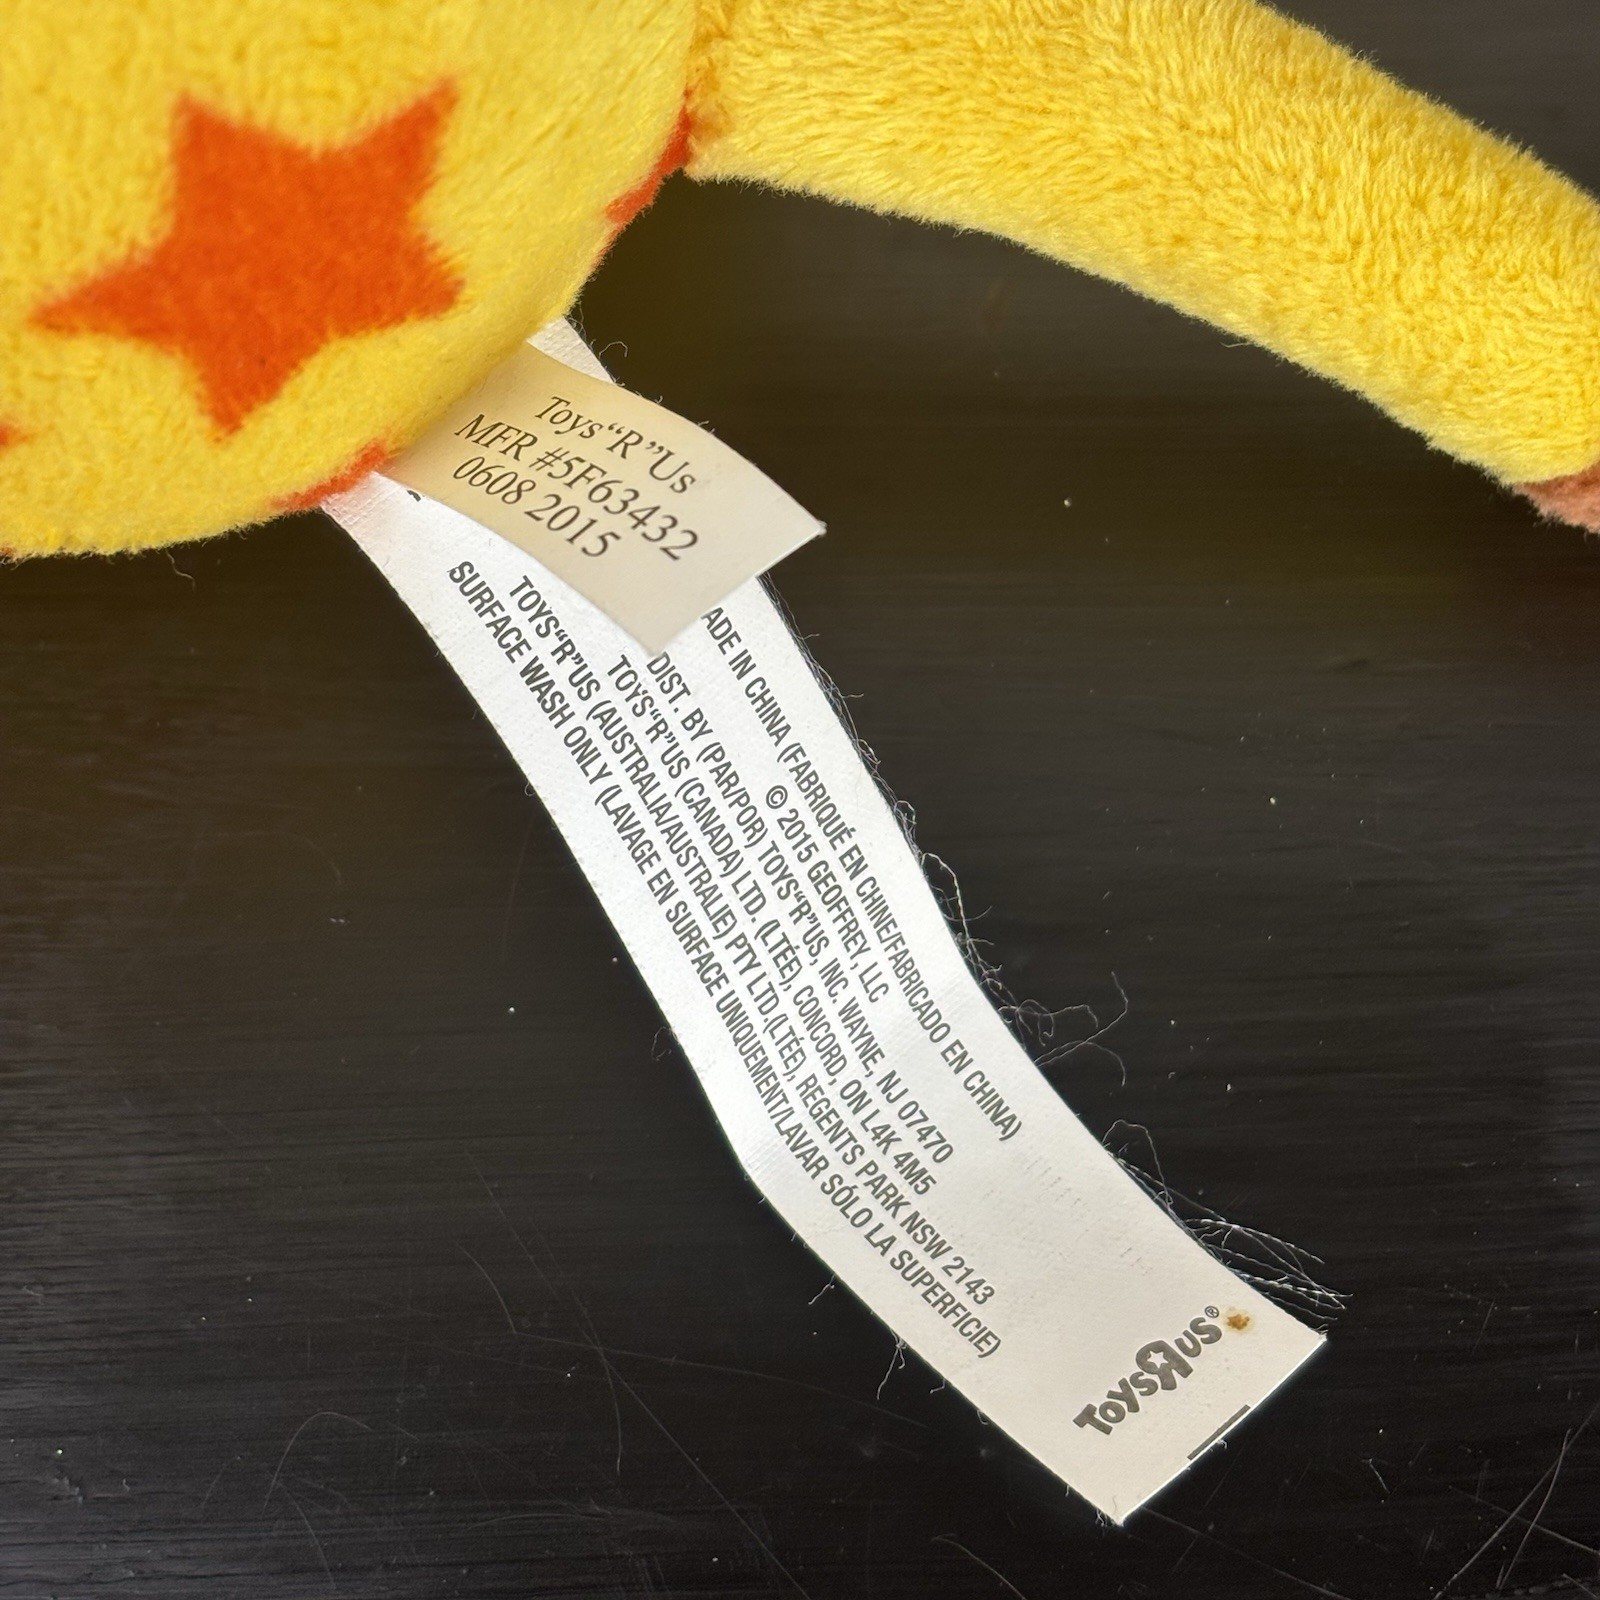 Toys“R”Us
MFR #5F63432
0608 2015
ADE IN CHINA (FABRIQUÉ EN CHINE/FABRICADO EN CHINA)
© 2015 GEOFFREY, LLC
DIST. BY (PAR/POR) TOYS“R”US, INC. WAYNE, NJ 07470
TOYS“R”US (CANADA) LTD. (LTÉE), CONCORD, ON L4K 4M5
TOYS“R”US (AUSTRALIA/AUSTRALIE) PTY LTD.(LTÉE), REGENTS PARK NSW 2143
SURFACE WASH ONLY (LAVAGE EN SURFACE UNIQUEMENT/LAVAR SÓLO LA SUPERFICIE)
ToysRus®